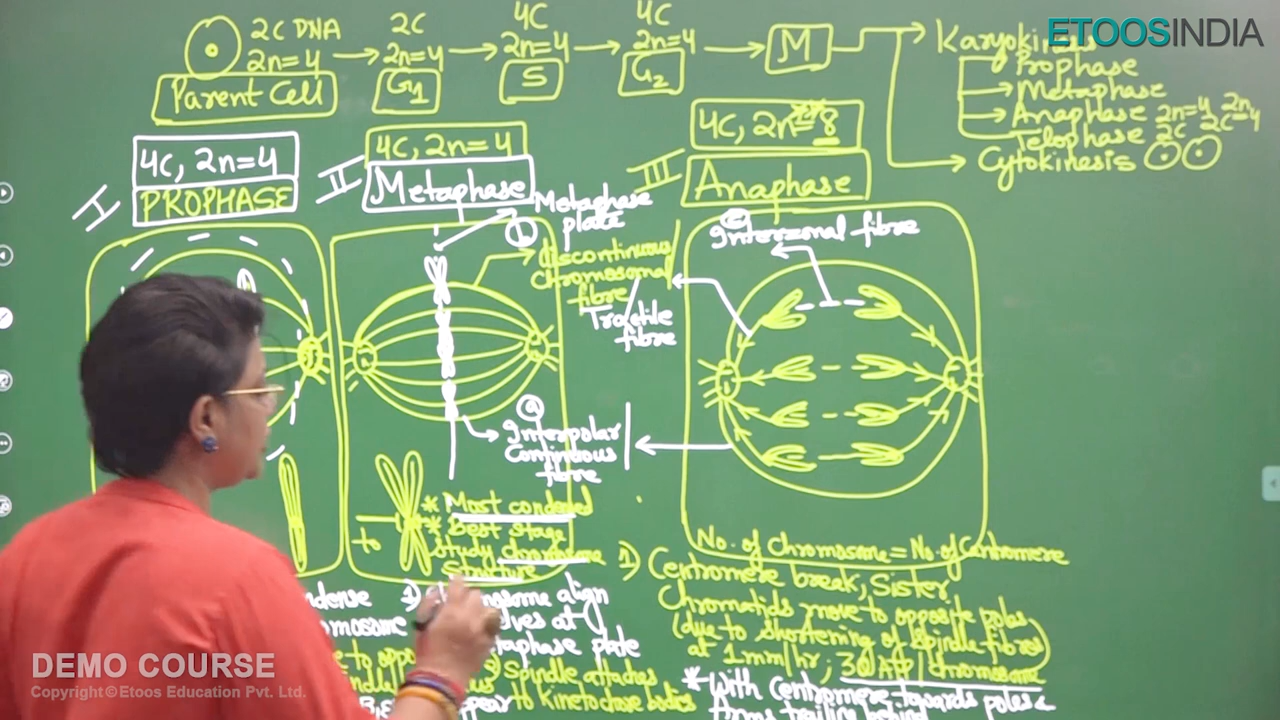 ETOOSINDIA
2C DNA
2n=4
Parent Cell
2C
2n=4
G1
4C
2n=4
S
4C
2n=4
G2
M
Karyokinesis
Prophase
Metaphase
Anaphase 2n=4 2n
Telophase 2C 2C=4
Cytokinesis
4C, 2n=4
I PROPHASE
4C, 2n=4
II Metaphase
4C, 2n=8
III Anaphase
Metaphase
plate
b
discontinuous
chromosomal
fibre/
Tractile
fibre
a
Interpolar
Continuous
fibre
* Most condensed
* Best stage
to study chromosome
structure
c
Interzonal fibre
No. of Chromosome = No. of Centromere
1) Centromere break, Sister
Chromatids move to opposite poles
(due to shortening of spindle fibres)
at 1mm/hr, 30 ATP/chromosome
* With Centromere towards poles &
Arms trailing behind
align
at
plate
Spindle attaches
to kinetochore bodies
DEMO COURSE
Copyright © Etoos Education Pvt. Ltd.